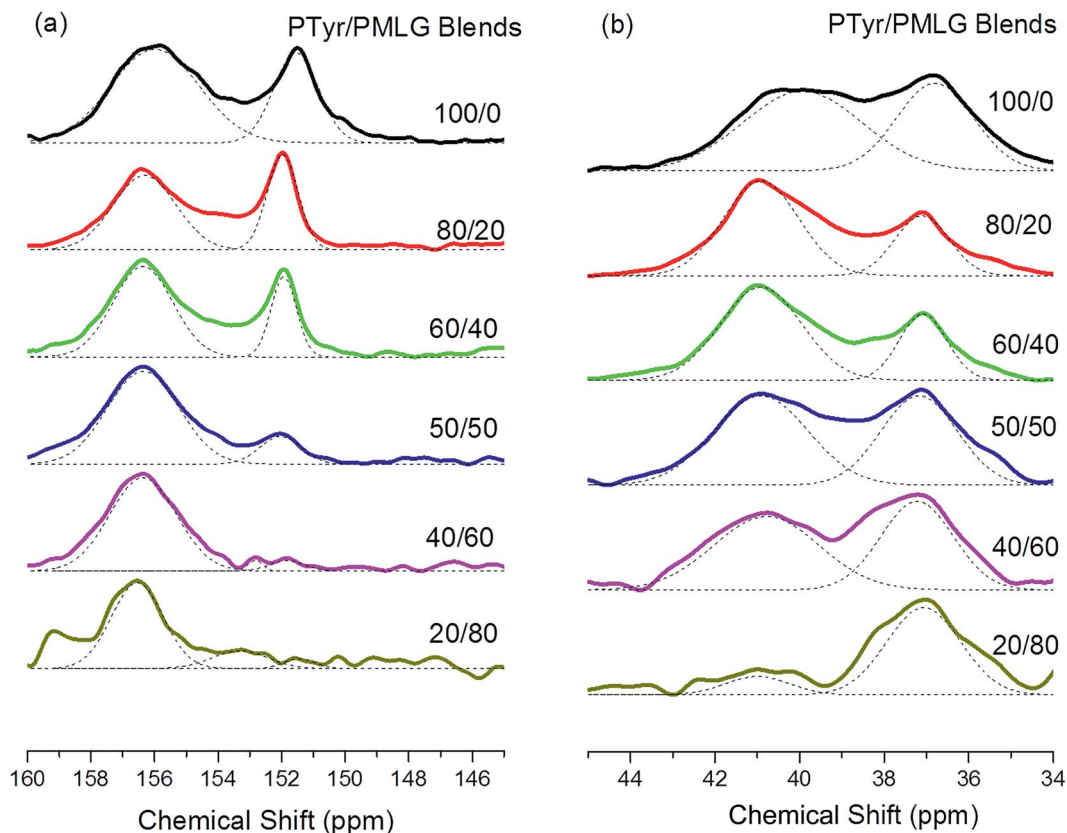 (a)
PTyr/PMLG Blends
100/0
80/20
60/40
50/50
40/60
20/80
160 158 156 154 152 150 148 146
Chemical Shift (ppm)
(b)
PTyr/PMLG Blends
100/0
80/20
60/40
50/50
40/60
20/80
44 42 40 38 36 34
Chemical Shift (ppm)